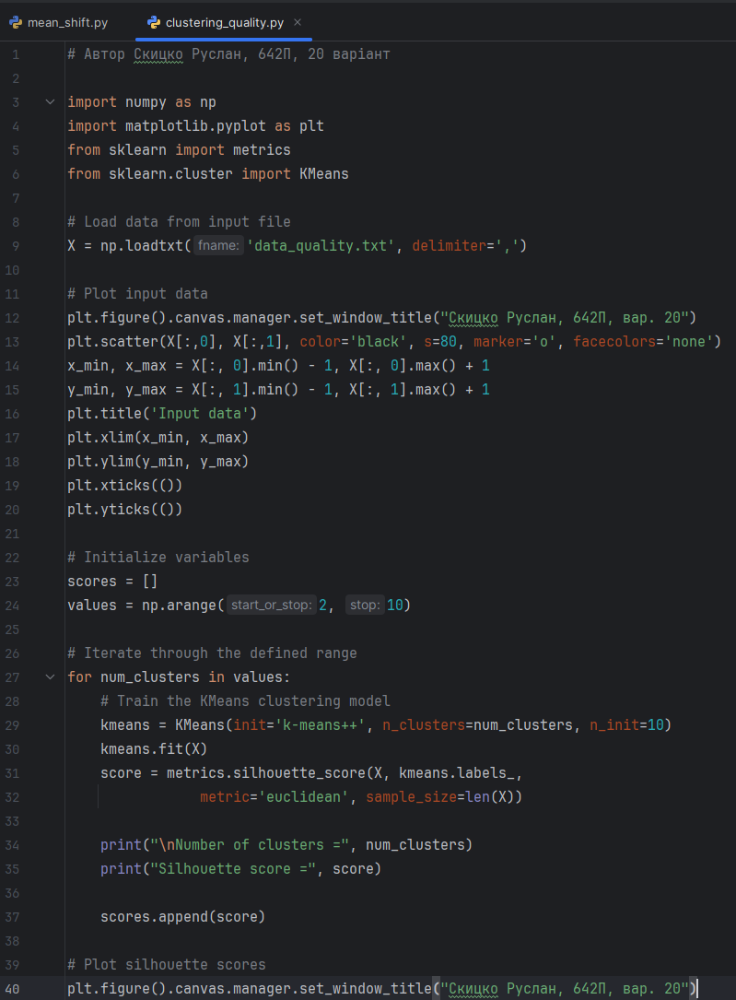 mean_shift.py clustering_quality.py ×
1 # Автор Скицко Руслан, 642П, 20 варіант
2
3 import numpy as np
4 import matplotlib.pyplot as plt
5 from sklearn import metrics
6 from sklearn.cluster import KMeans
7
8 # Load data from input file
9 X = np.loadtxt( fname: 'data_quality.txt', delimiter=',')
10
11 # Plot input data
12 plt.figure().canvas.manager.set_window_title("Скицко Руслан, 642П, вар. 20")
13 plt.scatter(X[:,0], X[:,1], color='black', s=80, marker='o', facecolors='none')
14 x_min, x_max = X[:, 0].min() - 1, X[:, 0].max() + 1
15 y_min, y_max = X[:, 1].min() - 1, X[:, 1].max() + 1
16 plt.title('Input data')
17 plt.xlim(x_min, x_max)
18 plt.ylim(y_min, y_max)
19 plt.xticks(())
20 plt.yticks(())
21
22 # Initialize variables
23 scores = []
24 values = np.arange( start_or_stop: 2, stop: 10)
25
26 # Iterate through the defined range
27 for num_clusters in values:
28     # Train the KMeans clustering model
29     kmeans = KMeans(init='k-means++', n_clusters=num_clusters, n_init=10)
30     kmeans.fit(X)
31     score = metrics.silhouette_score(X, kmeans.labels_,
32                 metric='euclidean', sample_size=len(X))
33
34     print("\nNumber of clusters =", num_clusters)
35     print("Silhouette score =", score)
36
37     scores.append(score)
38
39 # Plot silhouette scores
40 plt.figure().canvas.manager.set_window_title("Скицко Руслан, 642П, вар. 20")